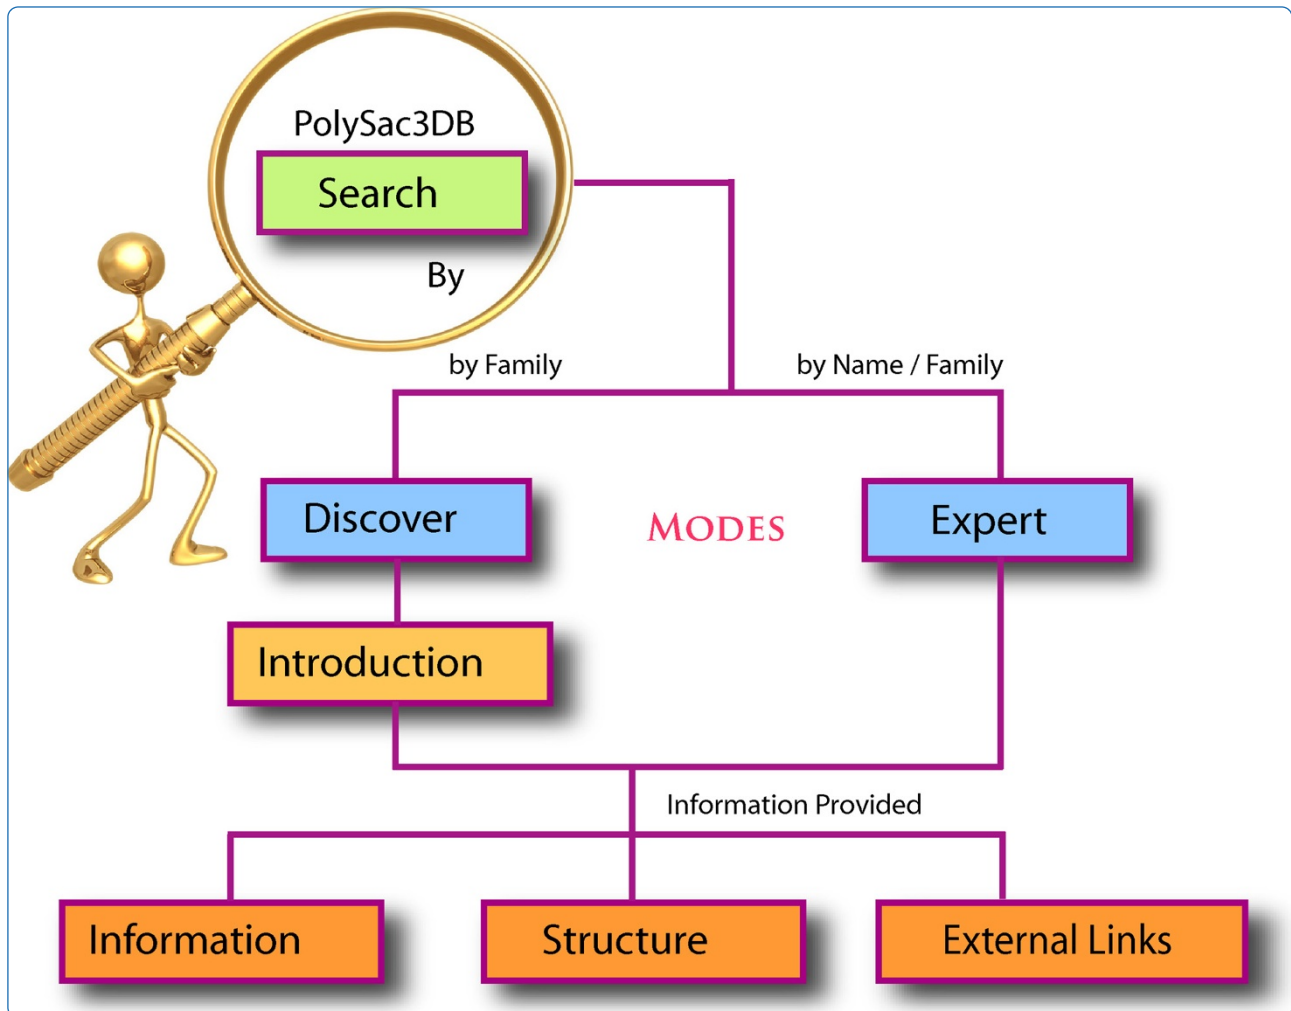 PolySac3DB
Search
By
by Family
by Name / Family
Discover
MODES
Expert
Introduction
Information Provided
Information
Structure
External Links